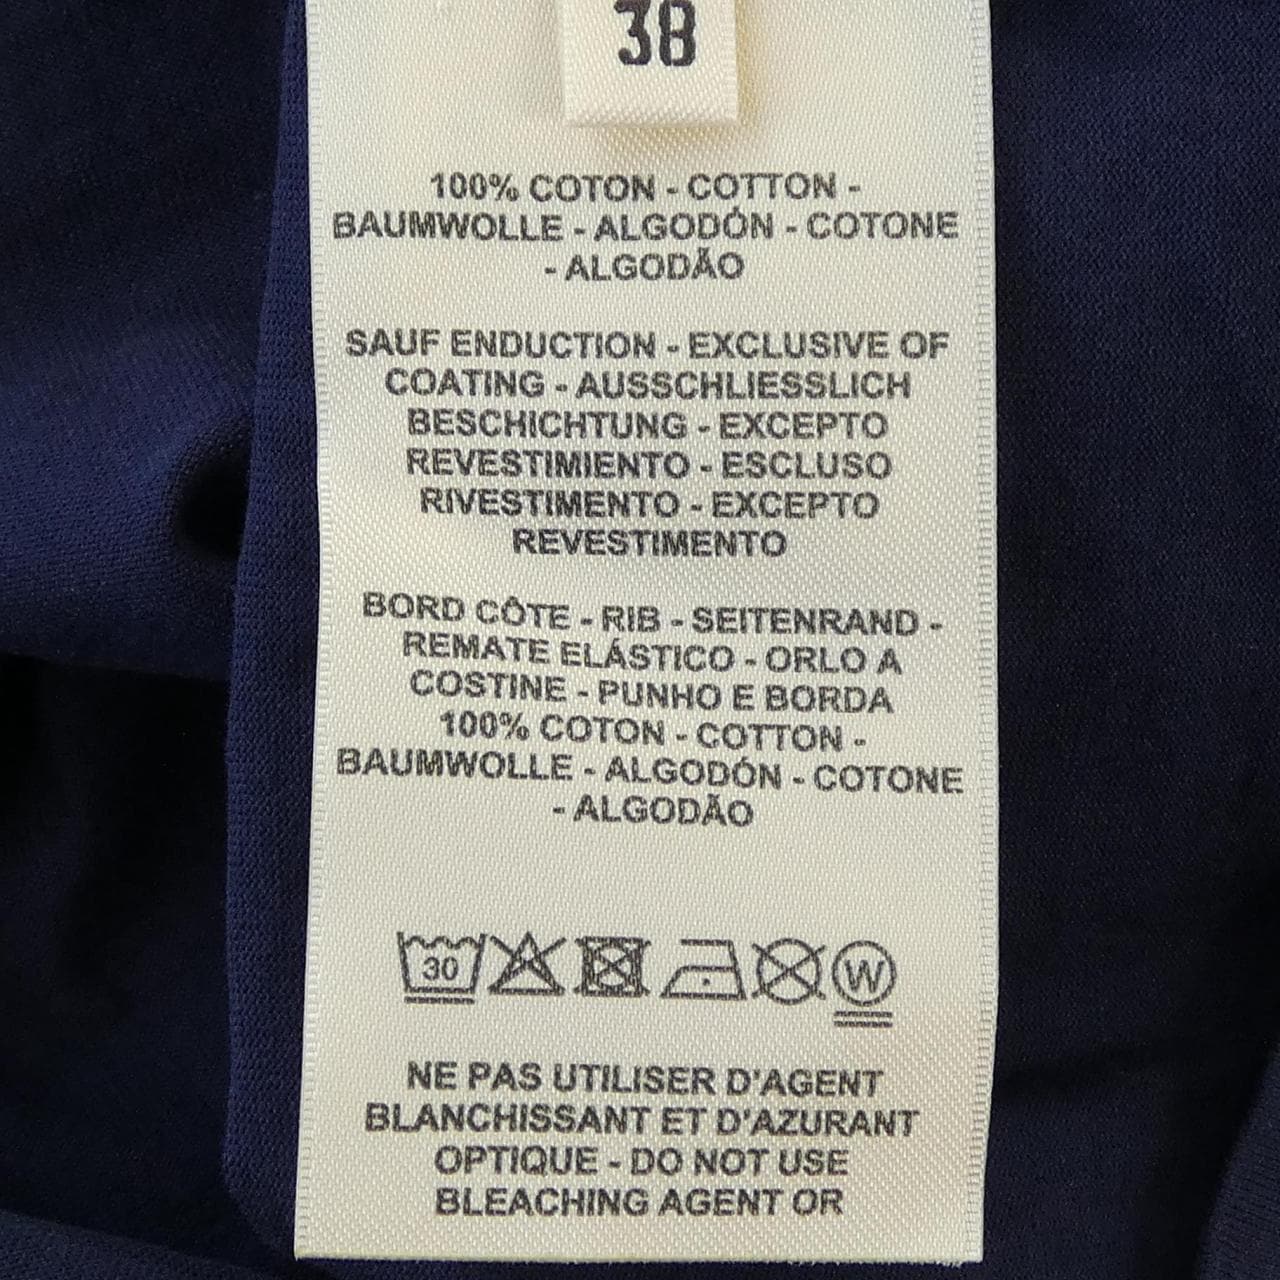 38
100% COTON - COTTON -
BAUMWOLLE - ALGODÓN - COTONE
- ALGODÃO
SAUF ENDUCTION - EXCLUSIVE OF
COATING - AUSSCHLIESSLICH
BESCHICHTUNG - EXCEPTO
REVESTIMIENTO - ESCLUSO
RIVESTIMENTO - EXCEPTO
REVESTIMENTO
BORD CÔTE - RIB - SEITENRAND -
REMATE ELÁSTICO - ORLO A
COSTINE - PUNHO E BORDA
100% COTON - COTTON -
BAUMWOLLE - ALGODÓN - COTONE
- ALGODÃO
30 W
NE PAS UTILISER D'AGENT
BLANCHISSANT ET D'AZURANT
OPTIQUE - DO NOT USE
BLEACHING AGENT OR